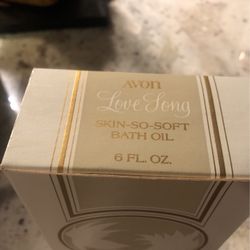 AVON
Love Song
SKIN-SO-SOFT
BATH OIL
6 FL. OZ.